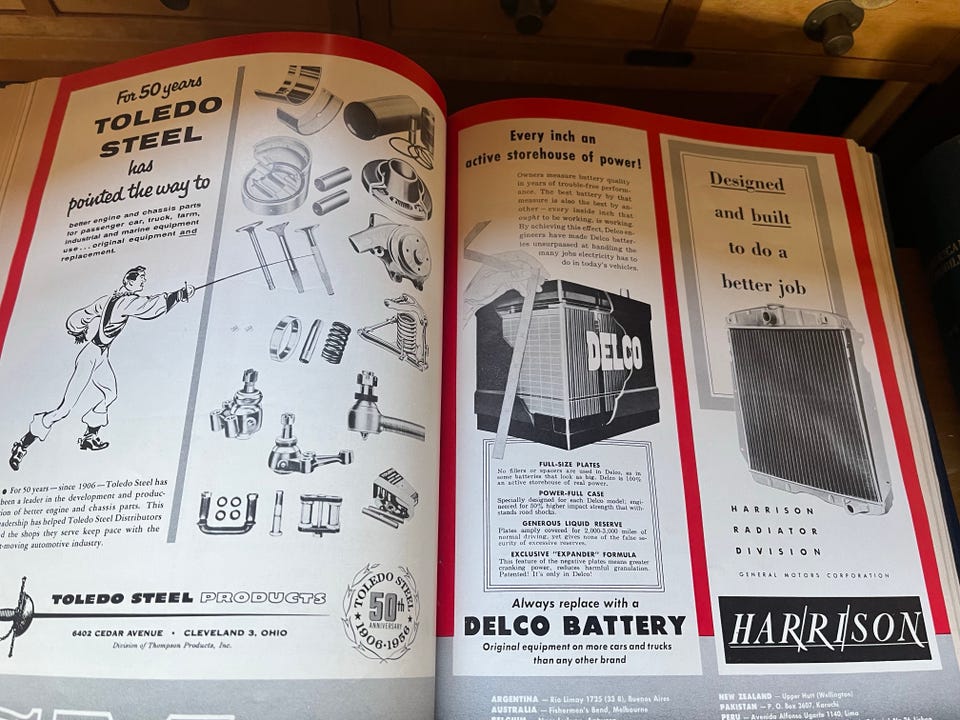 For 50 years
TOLEDO
STEEL
has
pointed the way to
better engine and chassis parts
for passenger car, truck, farm,
industrial and marine equipment
use...original equipment and
replacement.
• For 50 years—since 1906—Toledo Steel has
been a leader in the development and produc-
ion of better engine and chassis parts. This
eadership has helped Toledo Steel Distributors
d the shops they serve keep pace with the
t-moving automotive industry.
TOLEDO STEEL PRODUCTS
6402 CEDAR AVENUE • CLEVELAND 3, OHIO
Division of Thompson Products, Inc.
TOLEDO STEEL
50th
ANNIVERSARY
1906-1956
Every inch an
active storehouse of power!
Owners measure battery quality
in years of trouble-free perform-
ance. The best battery by that
measure is also the best by an-
other—every inside inch that
ought to be working, is working.
By achieving this effect, Delco en-
gineers have made Delco batter-
ies unsurpassed at handling the
many jobs electricity has to
do in today's vehicles.
DELCO
FULL-SIZE PLATES
No fillers or spacers are used in Delco, as in
some batteries that look as big. Delco is 100%
an active storehouse of real power.
POWER-FULL CASE
Specially designed for each Delco model; engi-
neered for 50% higher impact strength that with-
stands road shocks.
GENEROUS LIQUID RESERVE
Plates amply covered for 2,000-3,000 miles of
normal driving, yet gives none of the false se-
curity of excessive reserves.
EXCLUSIVE "EXPANDER" FORMULA
This feature of the negative plates means greater
cranking power, reduces harmful granulation.
Patented! It's only in Delco!
Always replace with a
DELCO BATTERY
Original equipment on more cars and trucks
than any other brand
ARGENTINA — Rio Limay 1725 (33 B), Buenos Aires
AUSTRALIA — Fisherman's Bend, Melbourne
BELGIUM
Designed
and built
to do a
better job
HARRISON
RADIATOR
DIVISION
GENERAL MOTORS CORPORATION
HARRISON
NEW ZEALAND — Upper Hutt (Wellington)
PAKISTAN — P. O. Box 3607, Karachi
PERU — Avenida Alfonso Ugarte 1140, Lima